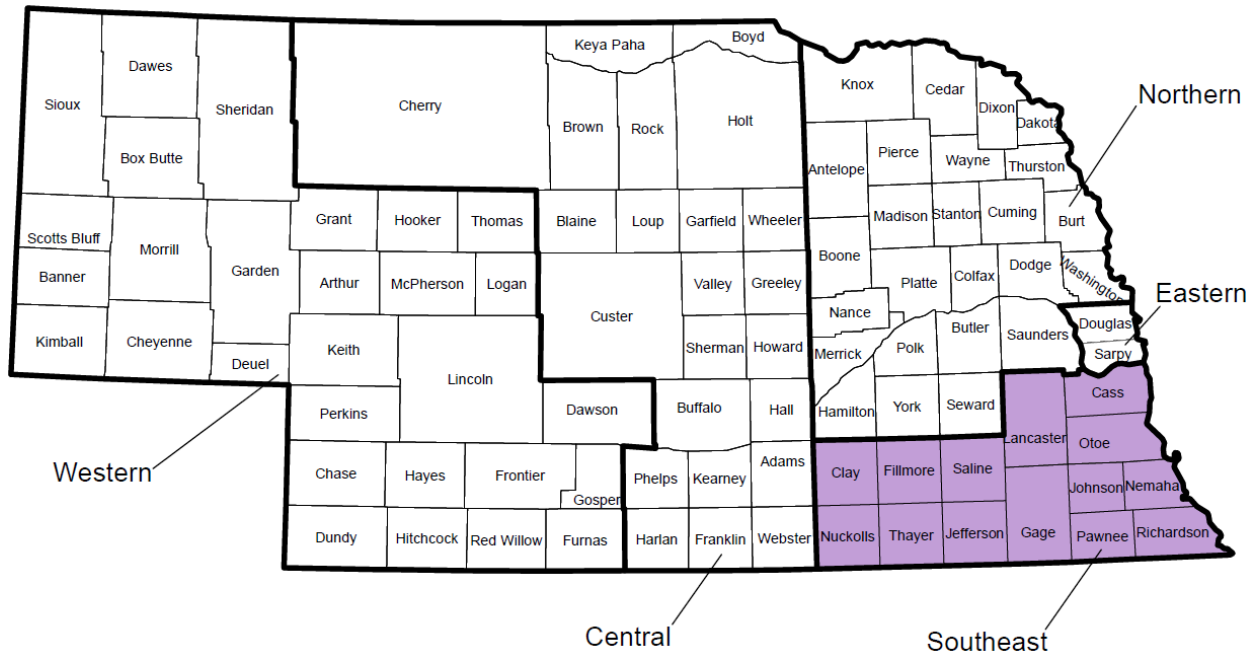 Keya Paha
Boyd
Dawes
Sioux
Sheridan
Cherry
Brown
Rock
Holt
Knox
Cedar
Dixon
Dakota
Northern
Box Butte
Antelope
Pierce
Wayne
Thurston
Scotts Bluff
Morrill
Grant
Hooker
Thomas
Blaine
Loup
Garfield
Wheeler
Madison
Stanton
Cuming
Burt
Banner
Garden
Arthur
McPherson
Logan
Valley
Greeley
Boone
Platte
Colfax
Dodge
Washington
Eastern
Kimball
Cheyenne
Deuel
Keith
Lincoln
Custer
Sherman
Howard
Nance
Merrick
Polk
Butler
Saunders
Douglas
Sarpy
Perkins
Dawson
Buffalo
Hall
Hamilton
York
Seward
Lancaster
Cass
Otoe
Western
Chase
Hayes
Frontier
Gosper
Phelps
Kearney
Adams
Clay
Fillmore
Saline
Johnson
Nemaha
Dundy
Hitchcock
Red Willow
Furnas
Harlan
Franklin
Webster
Nuckolls
Thayer
Jefferson
Gage
Pawnee
Richardson
Central
Southeast